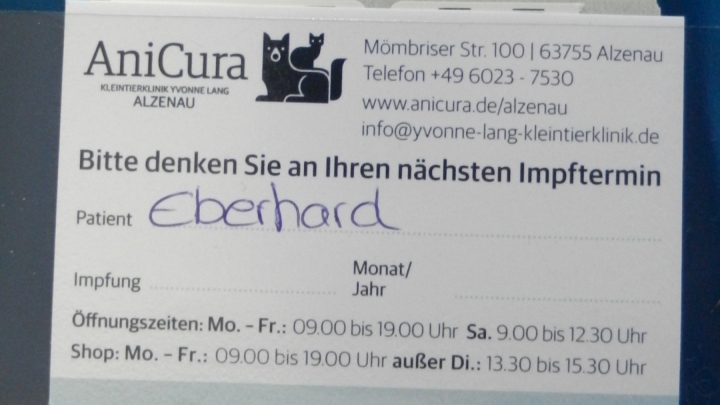 AniCura
KLEINTIERKLINIK YVONNE LANG
ALZENAU
Mömbriser Str. 100 | 63755 Alzenau
Telefon +49 6023 - 7530
www.anicura.de/alzenau
info@yvonne-lang-kleintierklinik.de
Bitte denken Sie an Ihren nächsten Impftermin
Patient Eberhard
Impfung
Monat/
Jahr
Öffnungszeiten: Mo. – Fr.: 09.00 bis 19.00 Uhr Sa. 9.00 bis 12.30 Uhr
Shop: Mo. – Fr.: 09.00 bis 19.00 Uhr außer Di.: 13.30 bis 15.30 Uhr